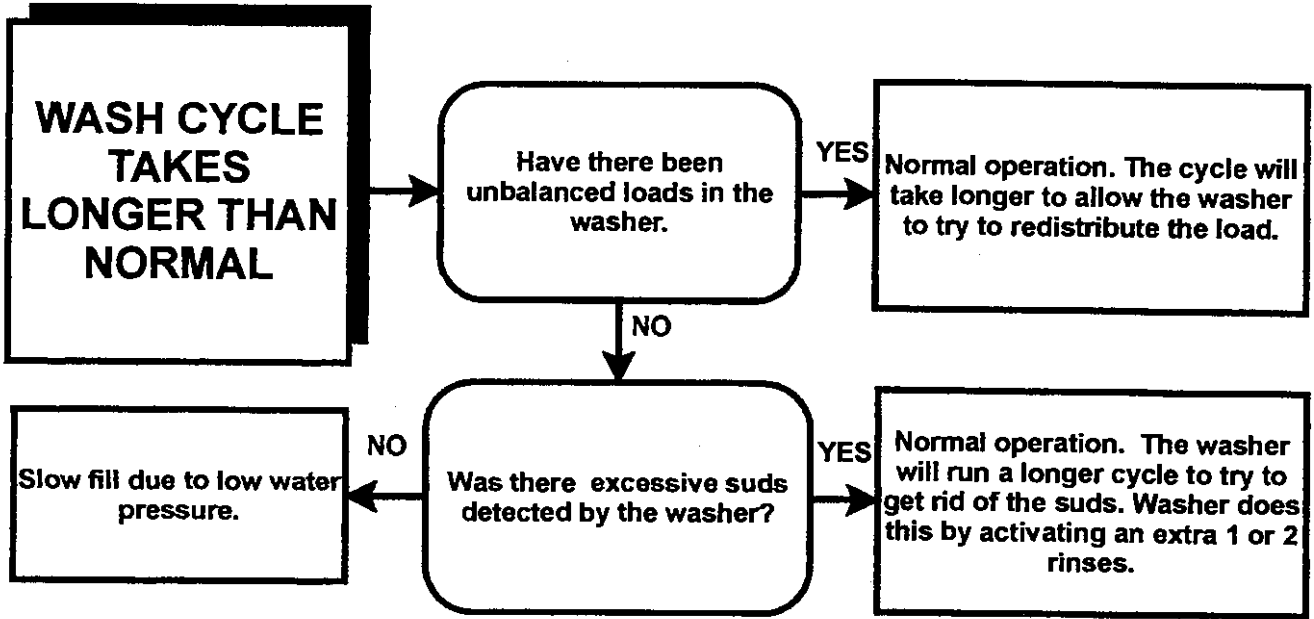 WASH CYCLE
TAKES
LONGER THAN
NORMAL
Have there been
unbalanced loads in the
washer.
YES
Normal operation. The cycle will
take longer to allow the washer
to try to redistribute the load.
NO
Was there excessive suds
detected by the washer?
YES
Normal operation. The washer
will run a longer cycle to try to
get rid of the suds. Washer does
this by activating an extra 1 or 2
rinses.
NO
Slow fill due to low water
pressure.